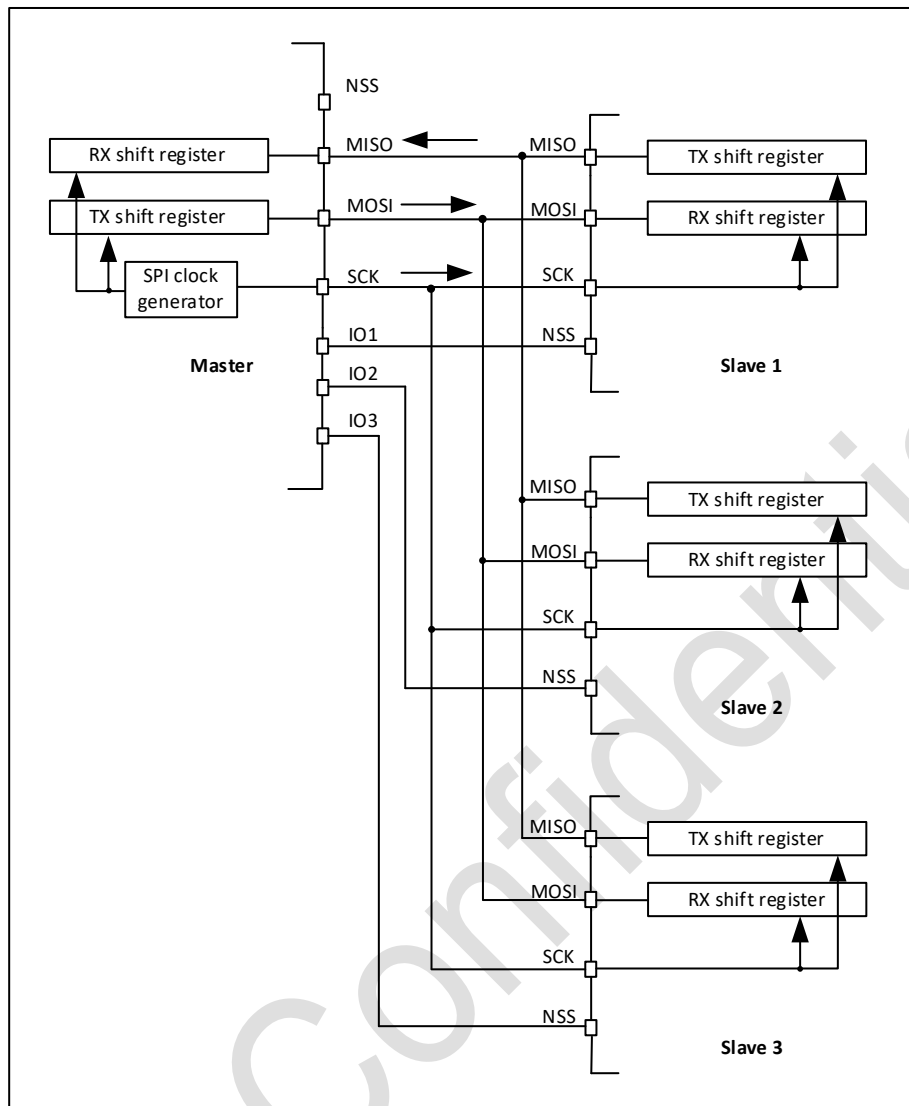 NSS
RX shift register
MISO
MISO
TX shift register
TX shift register
MOSI
MOSI
RX shift register
SPI clock
generator
SCK
SCK
IO1
NSS
Master
Slave 1
IO2
IO3
MISO
TX shift register
MOSI
RX shift register
SCK
NSS
Slave 2
MISO
TX shift register
MOSI
RX shift register
SCK
NSS
Slave 3